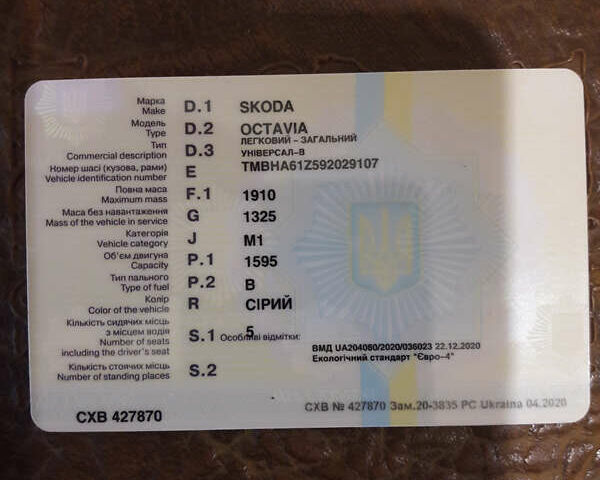 Марка D.1 SKODA
Make
Модель D.2 OCTAVIA
Type ЛЕГКОВИЙ - ЗАГАЛЬНИЙ
Тип D.3 УНІВЕРСАЛ-В
Commercial description
Номер шасі (кузова, рами) E TMBHA61Z592029107
Vehicle identification number
Повна маса F.1 1910
Maximum mass
Маса без навантаження G 1325
Mass of the vehicle in service
Категорія J M1
Vehicle category
Об'єм двигуна P.1 1595
Capacity
Тип пального P.2 B
Type of fuel
Колір R СІРИЙ
Color of the vehicle
Кількість сидячих місць
з місцем водія S.1 5
Number of seats Особливі відмітки:
including the driver's seat
ВМД UA204060/2020/036023 22.12.2020
Екологічний стандарт "Євро-4"
Кількість стоячих місць S.2
Number of standing places
СХВ 427870
СХВ № 427870 Зам.20-3835 РС Ukraina 04.2020